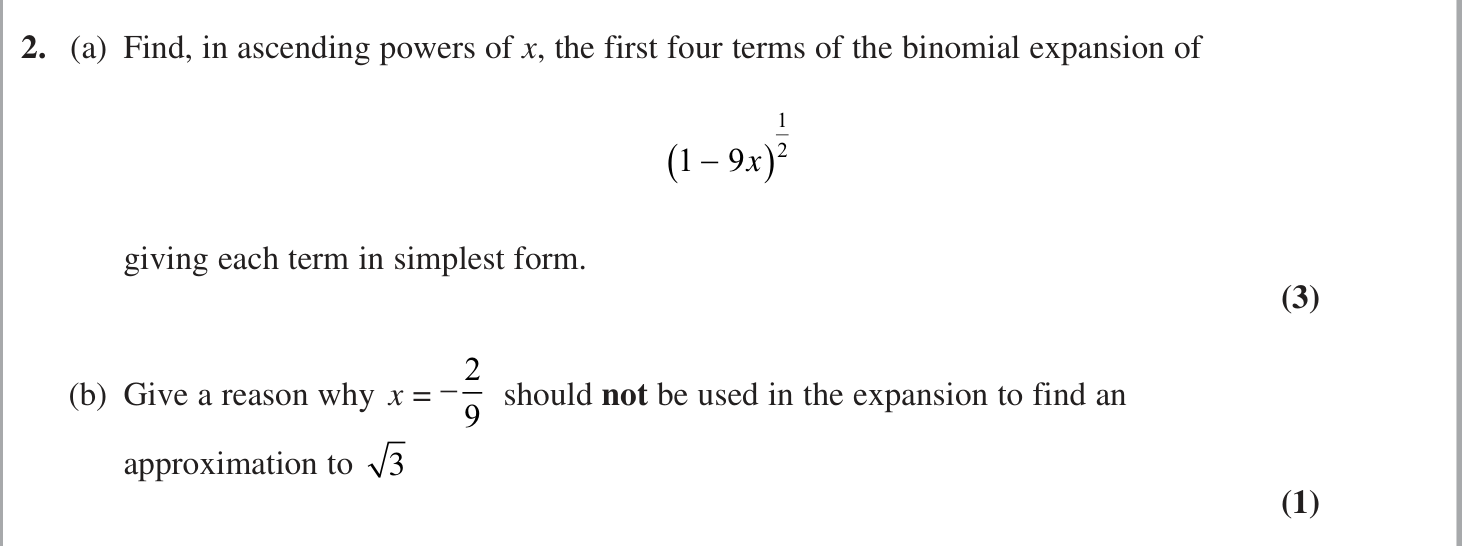 2. (a) Find, in ascending powers of x, the first four terms of the binomial expansion of
(1 − 9x)^{1/2}
giving each term in simplest form.
(3)
(b) Give a reason why x = −2/9 should not be used in the expansion to find an
approximation to √3
(1)